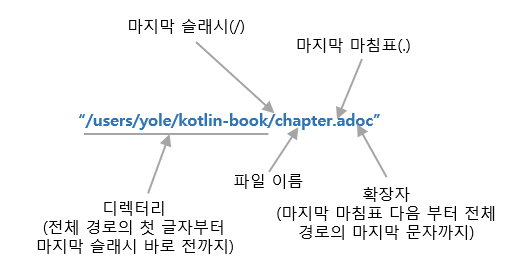 마지막 슬래시(/)
마지막 마침표(.)
“/users/yole/kotlin-book/chapter.adoc”
파일 이름
디렉터리
(전체 경로의 첫 글자부터
마지막 슬래시 바로 전까지)
확장자
(마지막 마침표 다음 부터 전체
경로의 마지막 문자까지)